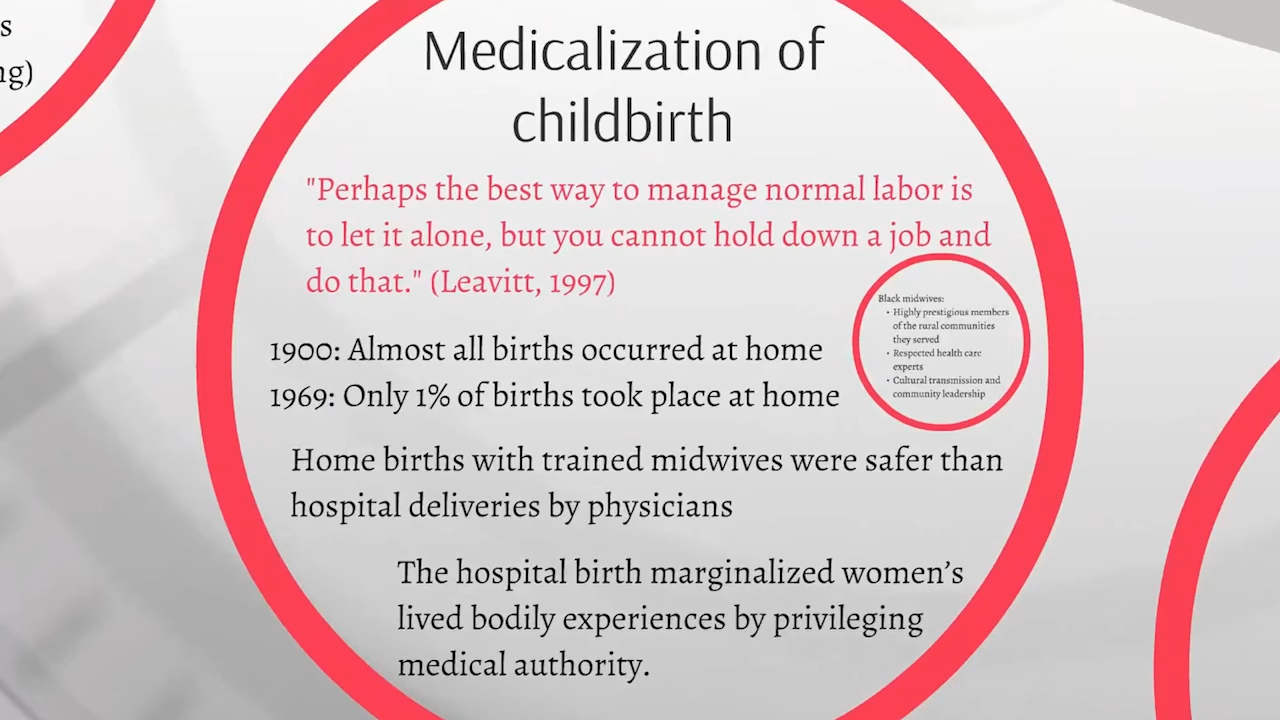 s
ng)
Medicalization of
childbirth
"Perhaps the best way to manage normal labor is
to let it alone, but you cannot hold down a job and
do that." (Leavitt, 1997)
1900: Almost all births occurred at home
1969: Only 1% of births took place at home
Black midwives:
• Highly prestigious members
of the rural communities
they served
• Respected health care
experts
• Cultural transmission and
community leadership
Home births with trained midwives were safer than
hospital deliveries by physicians
The hospital birth marginalized women’s
lived bodily experiences by privileging
medical authority.